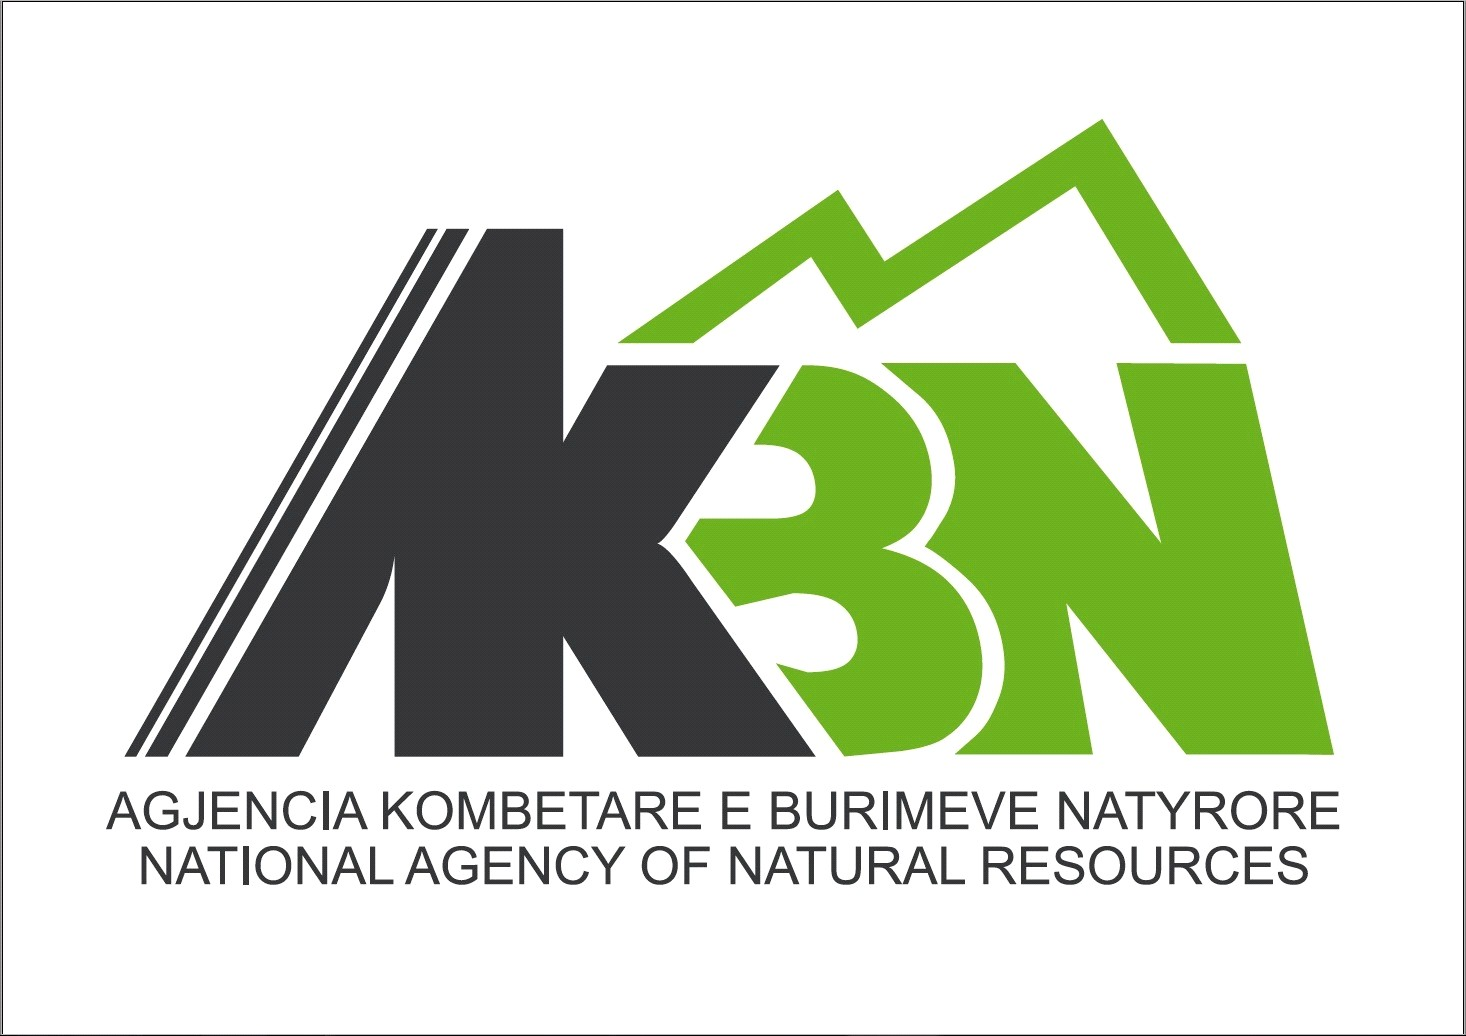 AKBN
AGJENCIA KOMBETARE E BURIMEVE NATYRORE
NATIONAL AGENCY OF NATURAL RESOURCES